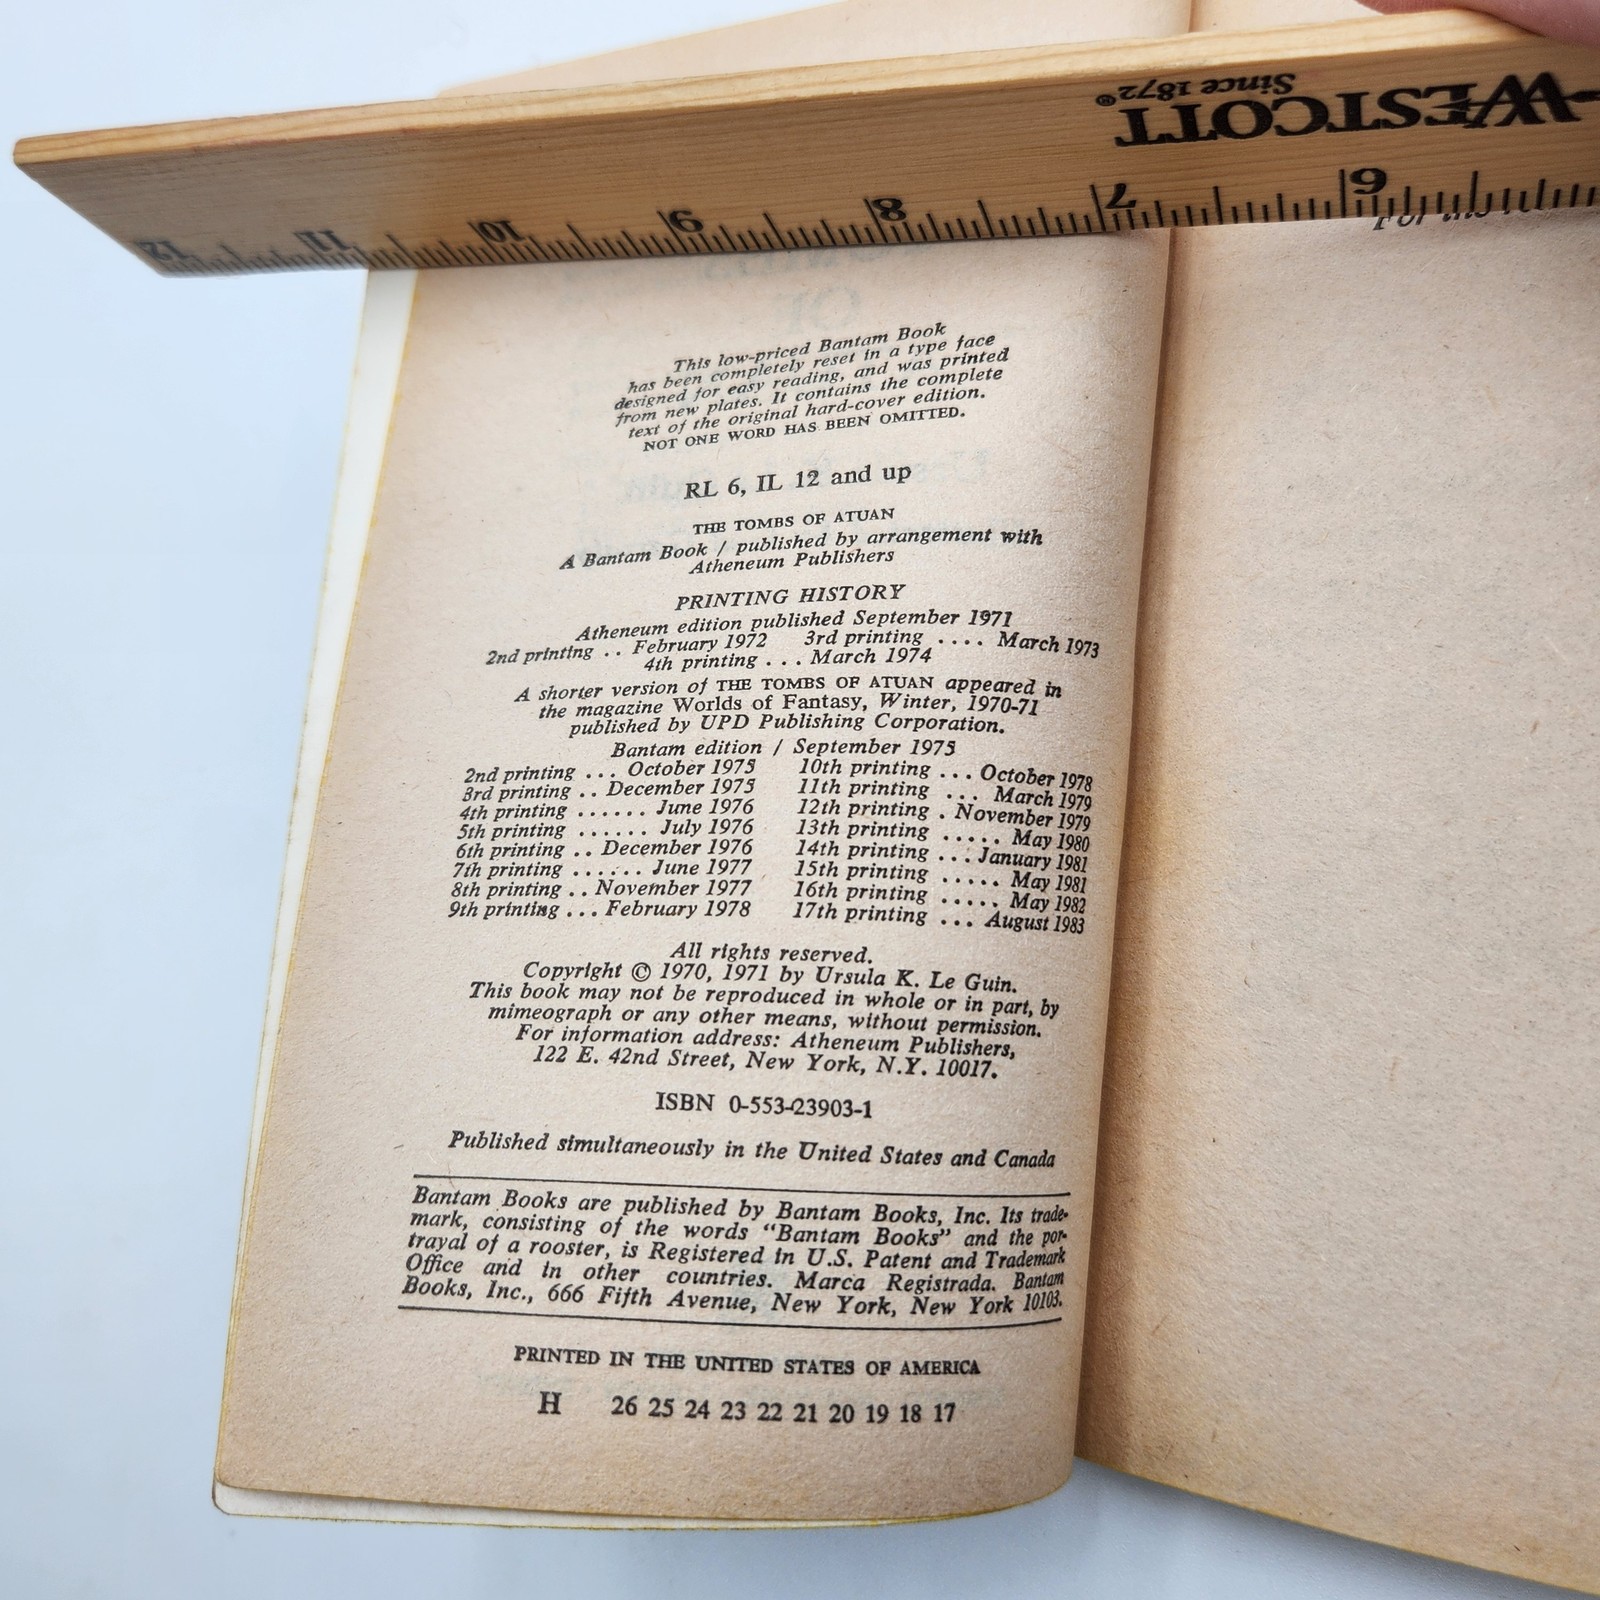 WESTCOTT
Since 1872®
12 11 10 9 8 7 6
This low-priced Bantam Book
has been completely reset in a type face
designed for easy reading, and was printed
from new plates. It contains the complete
text of the original hard-cover edition.
NOT ONE WORD HAS BEEN OMITTED.
RL 6, IL 12 and up
THE TOMBS OF ATUAN
A Bantam Book / published by arrangement with
Atheneum Publishers
PRINTING HISTORY
Atheneum edition published September 1971
2nd printing .. February 1972 3rd printing .... March 1973
4th printing ... March 1974
A shorter version of THE TOMBS OF ATUAN appeared in
the magazine Worlds of Fantasy, Winter, 1970-71
published by UPD Publishing Corporation.
Bantam edition / September 1975
2nd printing ... October 1975 10th printing ... October 1978
3rd printing .. December 1975 11th printing ... March 1979
4th printing ...... June 1976 12th printing . November 1979
5th printing ...... July 1976 13th printing ..... May 1980
6th printing .. December 1976 14th printing ... January 1981
7th printing ...... June 1977 15th printing ..... May 1981
8th printing .. November 1977 16th printing ..... May 1982
9th printing ... February 1978 17th printing ... August 1983
All rights reserved.
Copyright © 1970, 1971 by Ursula K. Le Guin.
This book may not be reproduced in whole or in part, by
mimeograph or any other means, without permission.
For information address: Atheneum Publishers,
122 E. 42nd Street, New York, N.Y. 10017.
ISBN 0-553-23903-1
Published simultaneously in the United States and Canada
Bantam Books are published by Bantam Books, Inc. Its trade-
mark, consisting of the words "Bantam Books" and the por-
trayal of a rooster, is Registered in U.S. Patent and Trademark
Office and in other countries. Marca Registrada. Bantam
Books, Inc., 666 Fifth Avenue, New York, New York 10103.
PRINTED IN THE UNITED STATES OF AMERICA
H 26 25 24 23 22 21 20 19 18 17
For the